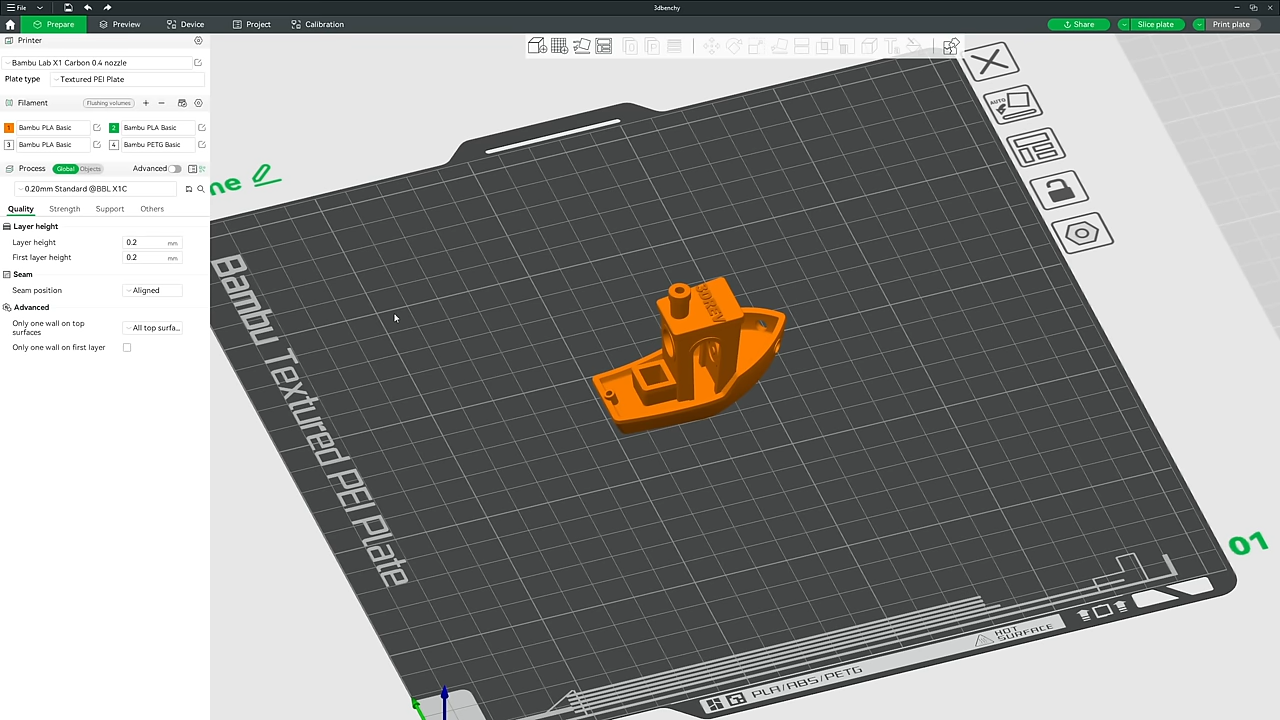 File
3dbenchy
Prepare
Preview
Device
Project
Calibration
Share
Slice plate
Print plate
Printer
Bambu Lab X1 Carbon 0.4 nozzle
Plate type
Textured PEI Plate
Filament
Flushing volumes
1 Bambu PLA Basic
2 Bambu PLA Basic
3 Bambu PLA Basic
4 Bambu PETG Basic
Process
Global
Objects
Advanced
0.20mm Standard @BBL X1C
Quality
Strength
Support
Others
Layer height
Layer height 0.2 mm
First layer height 0.2 mm
Seam
Seam position Aligned
Advanced
Only one wall on top
surfaces
All top surfa...
Only one wall on first layer
AUTO
Bambu Textured PEI Plate
01
HOT
SURFACE
PLA/ABS/PETG